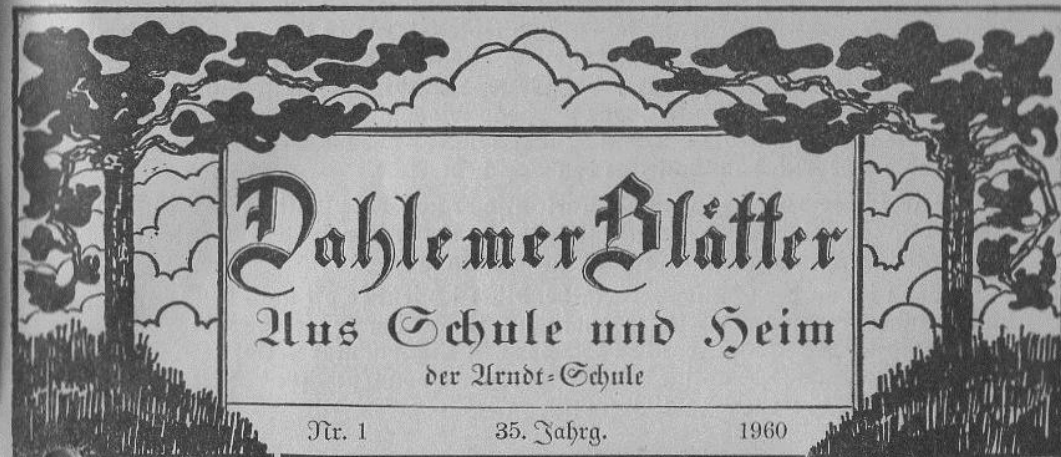 Dahlemer Blätter
Aus Schule und Heim
der Arndt-Schule
Nr. 1 35. Jahrg. 1960